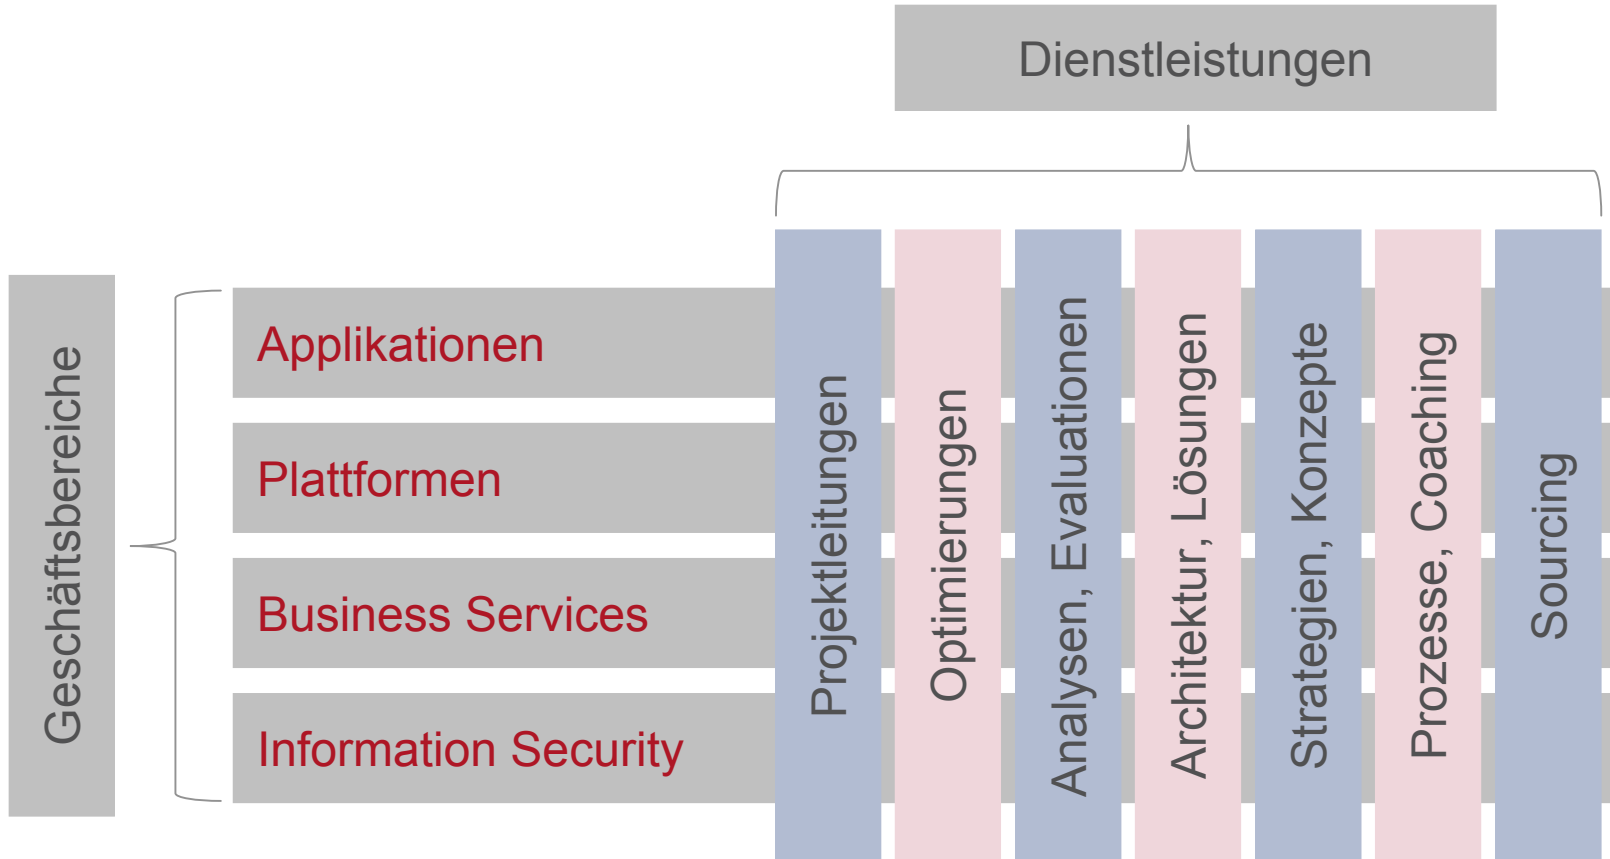 Dienstleistungen
Geschäftsbereiche
Applikationen
Plattformen
Business Services
Information Security
Projektleitungen
Optimierungen
Analysen, Evaluationen
Architektur, Lösungen
Strategien, Konzepte
Prozesse, Coaching
Sourcing